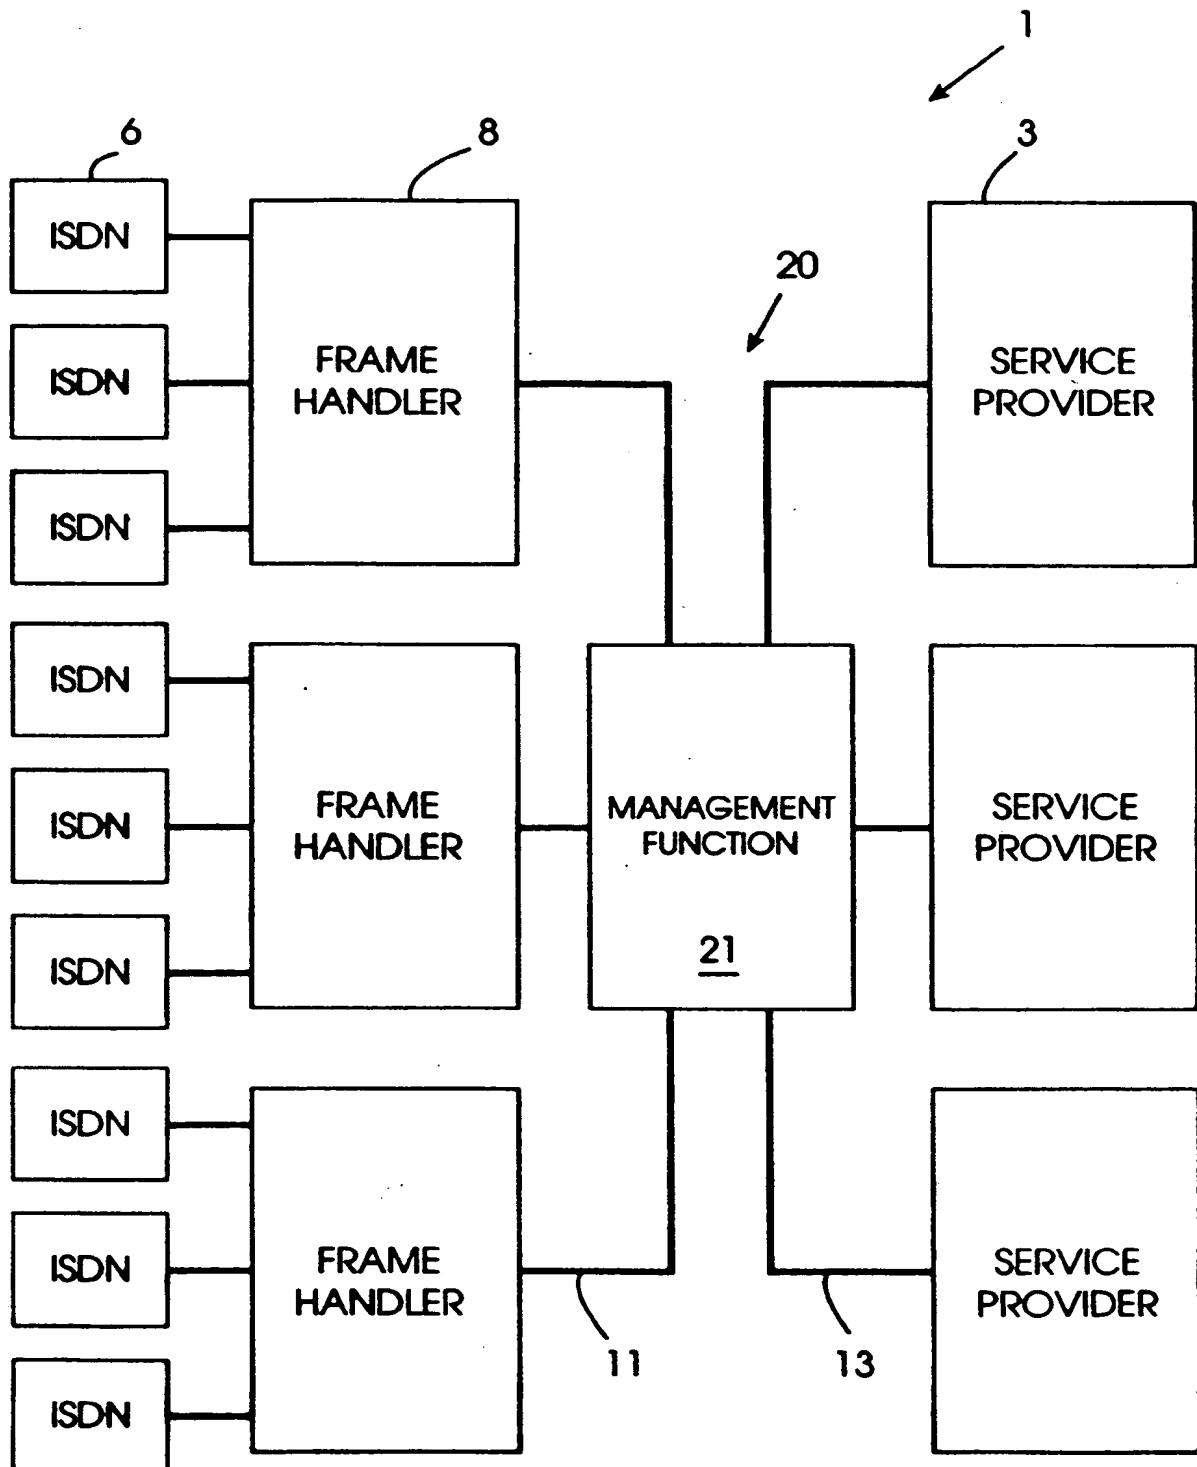 1
6
8
3
ISDN
ISDN
ISDN
FRAME
HANDLER
20
SERVICE
PROVIDER
ISDN
ISDN
ISDN
FRAME
HANDLER
MANAGEMENT
FUNCTION
21
SERVICE
PROVIDER
ISDN
ISDN
ISDN
FRAME
HANDLER
11
13
SERVICE
PROVIDER